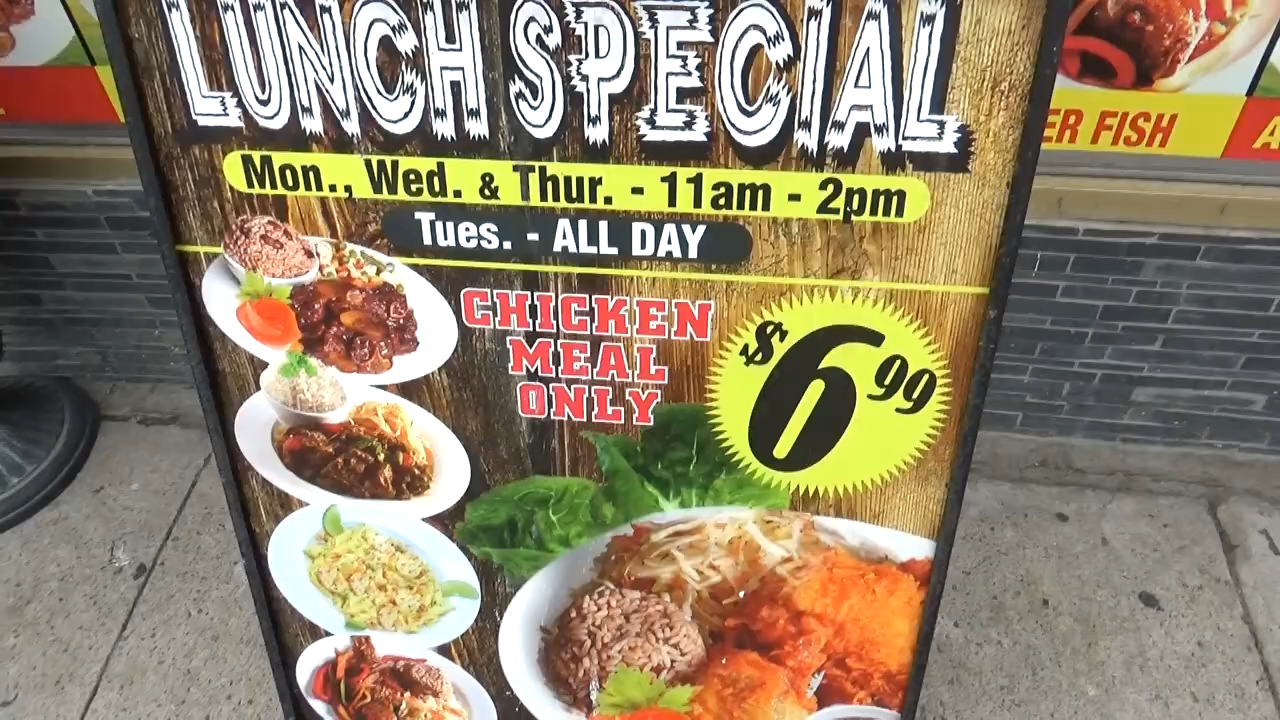 LUNCH SPECIAL
Mon., Wed. & Thur. - 11am - 2pm
Tues. - ALL DAY
CHICKEN
MEAL
ONLY
$6 99
ER FISH
A